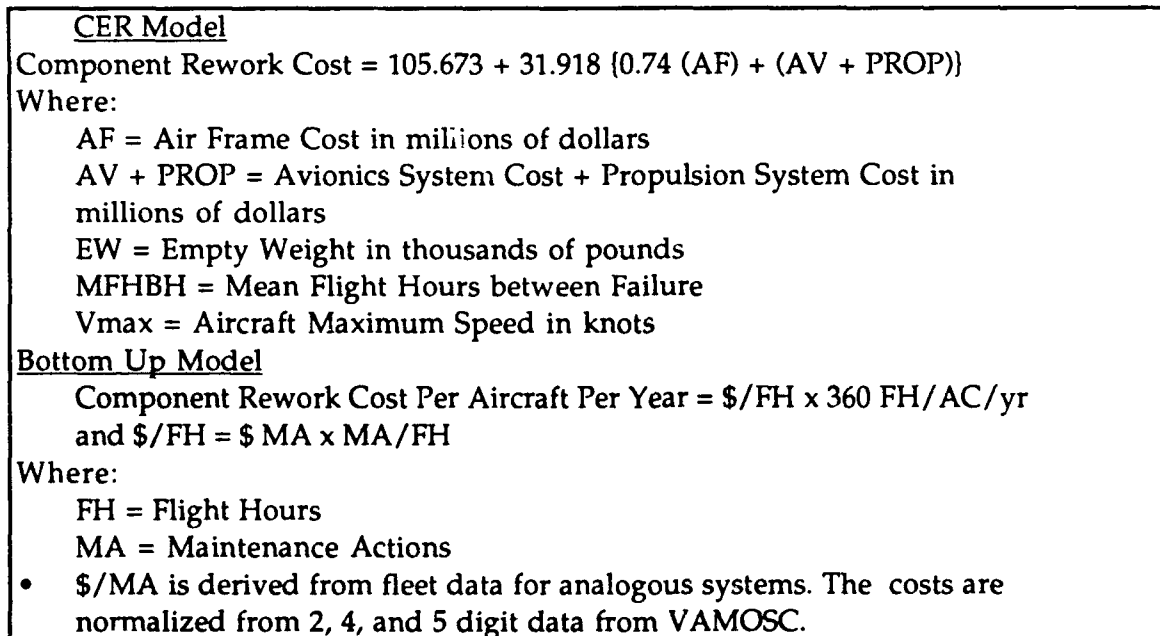 CER Model
Component Rework Cost = 105.673 + 31.918 {0.74 (AF) + (AV + PROP)}
Where:
AF = Air Frame Cost in millions of dollars
AV + PROP = Avionics System Cost + Propulsion System Cost in
millions of dollars
EW = Empty Weight in thousands of pounds
MFHBH = Mean Flight Hours between Failure
Vmax = Aircraft Maximum Speed in knots
Bottom Up Model
Component Rework Cost Per Aircraft Per Year = $/FH x 360 FH/AC/yr
and $/FH = $ MA x MA/FH
Where:
FH = Flight Hours
MA = Maintenance Actions
• $/MA is derived from fleet data for analogous systems. The costs are
normalized from 2, 4, and 5 digit data from VAMOSC.